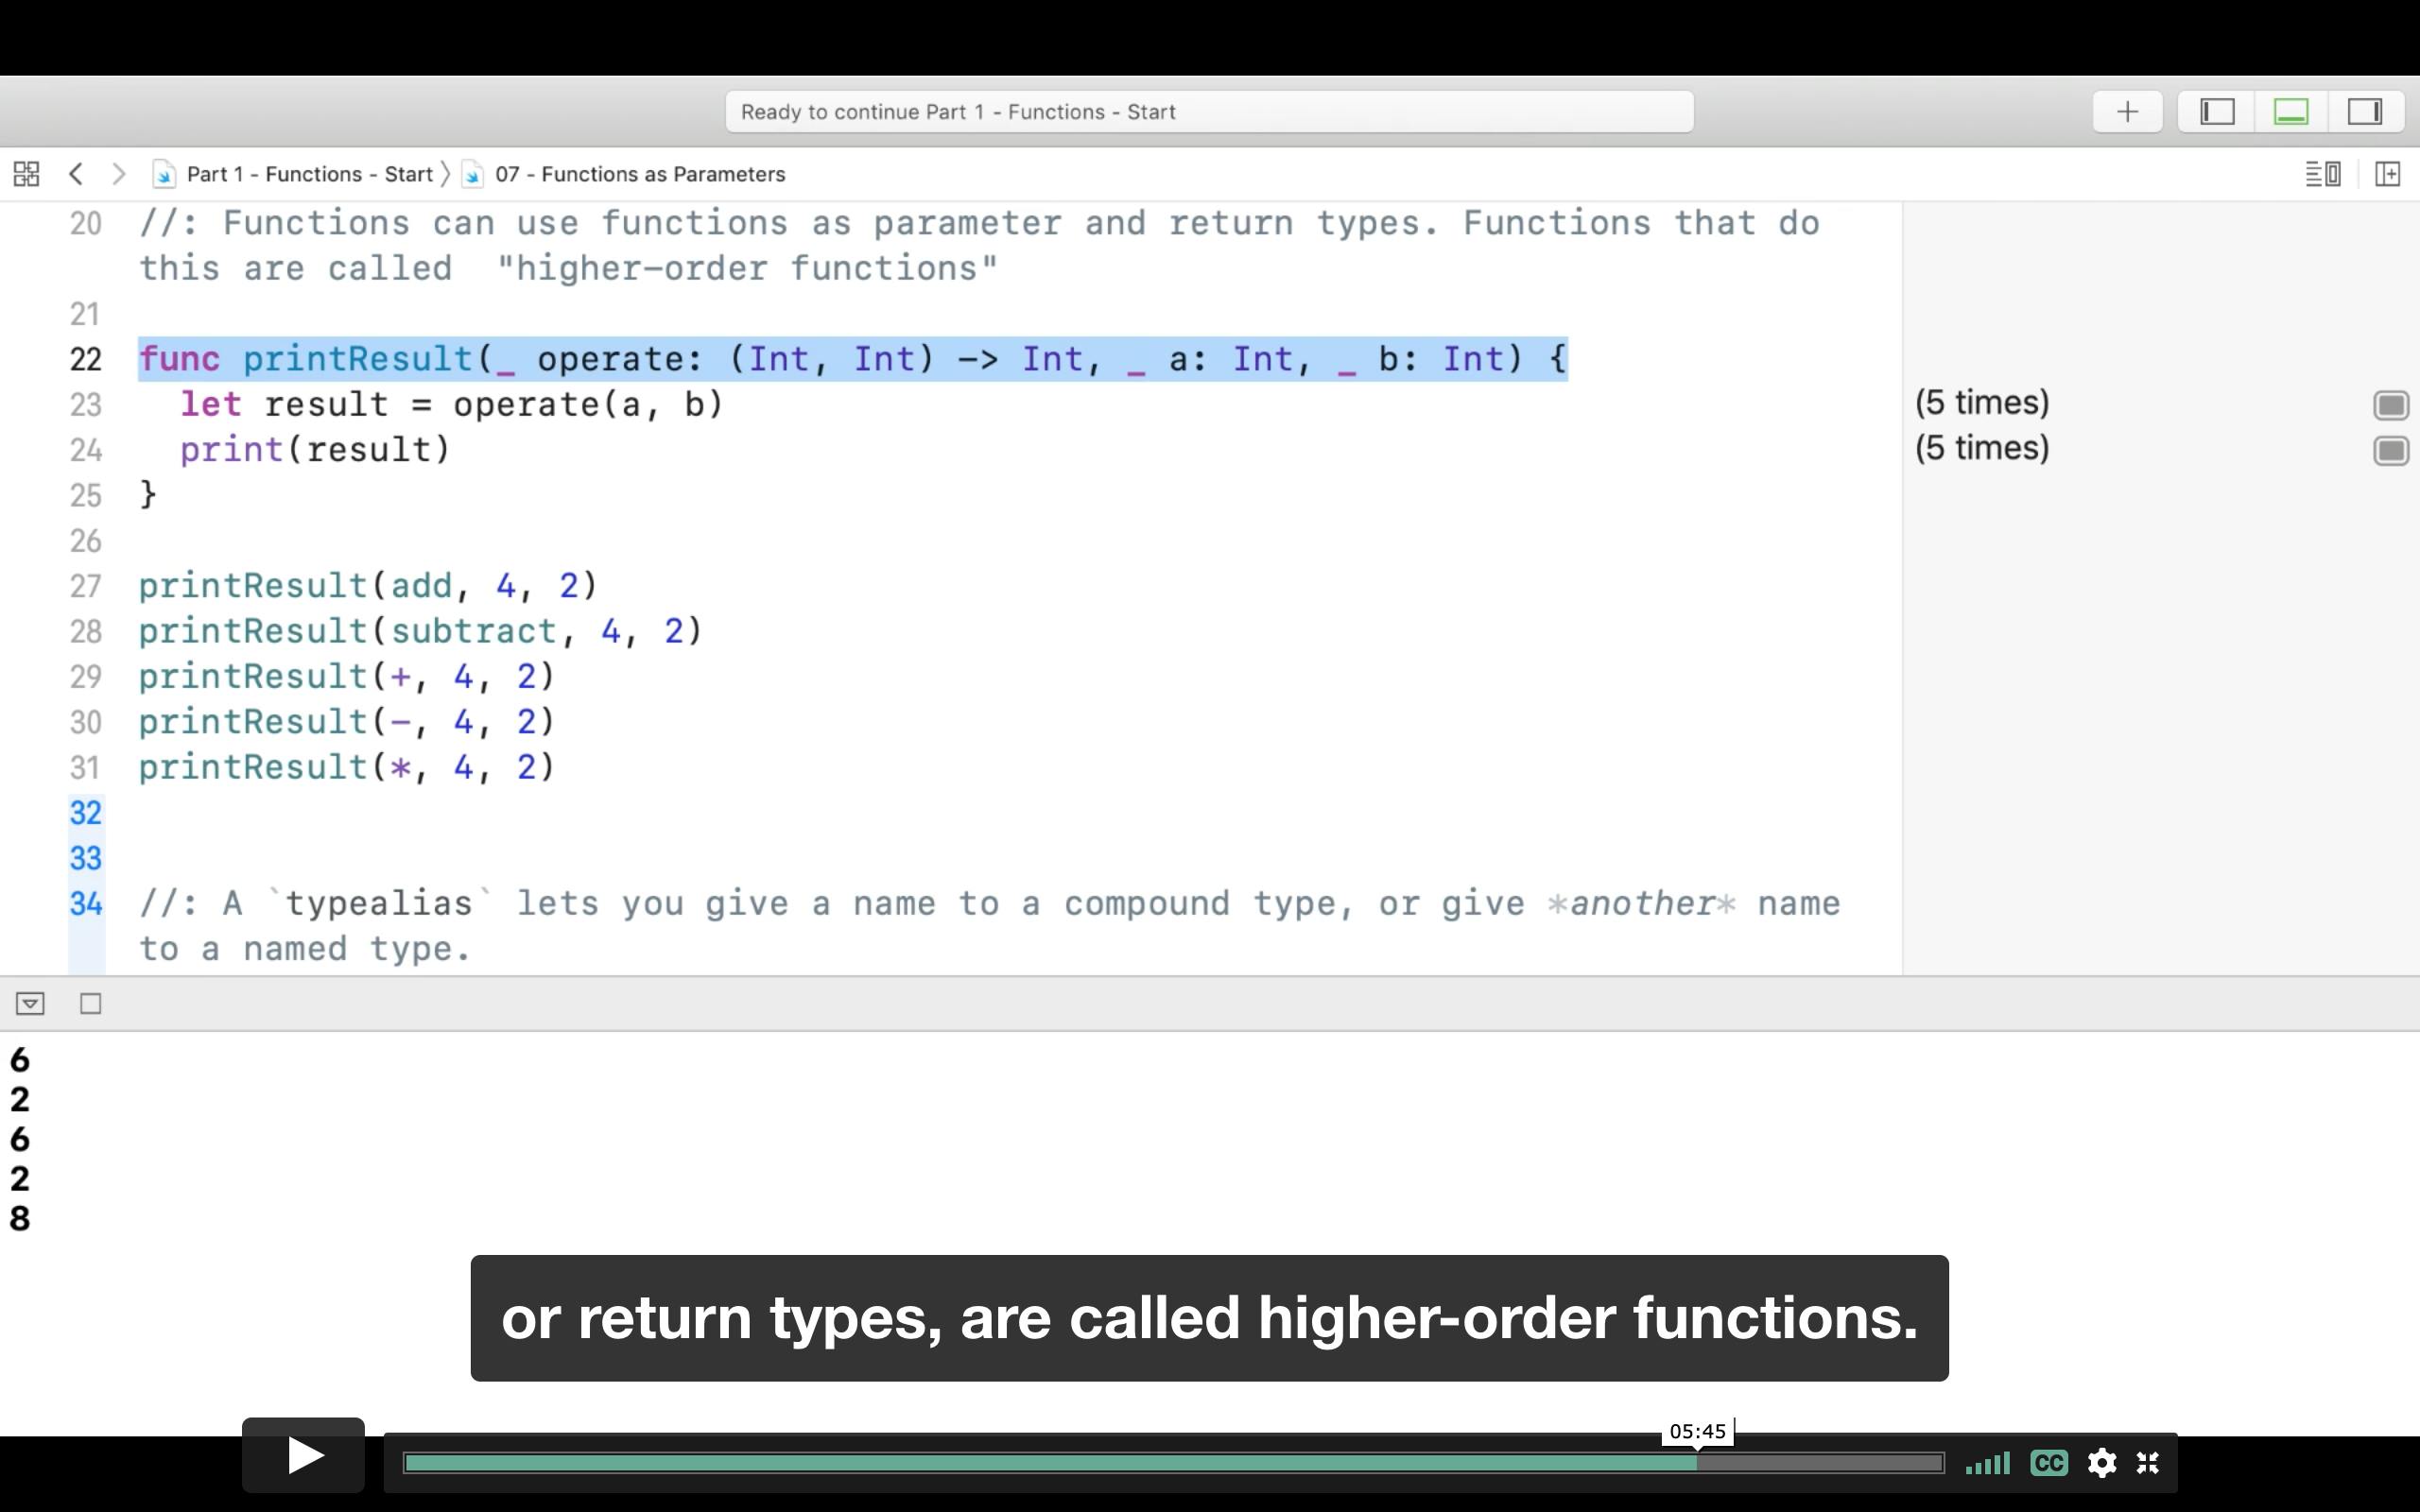 Ready to continue Part 1 - Functions - Start
Part 1 - Functions - Start 〉 07 - Functions as Parameters
20 //: Functions can use functions as parameter and return types. Functions that do
this are called  "higher-order functions"
21
22 func printResult(_ operate: (Int, Int) -> Int, _ a: Int, _ b: Int) {
23   let result = operate(a, b)
(5 times)
24   print(result)
(5 times)
25 }
26
27 printResult(add, 4, 2)
28 printResult(subtract, 4, 2)
29 printResult(+, 4, 2)
30 printResult(-, 4, 2)
31 printResult(*, 4, 2)
32
33
34 //: A `typealias` lets you give a name to a compound type, or give *another* name
to a named type.
6
2
6
2
8
or return types, are called higher-order functions.
05:45
CC